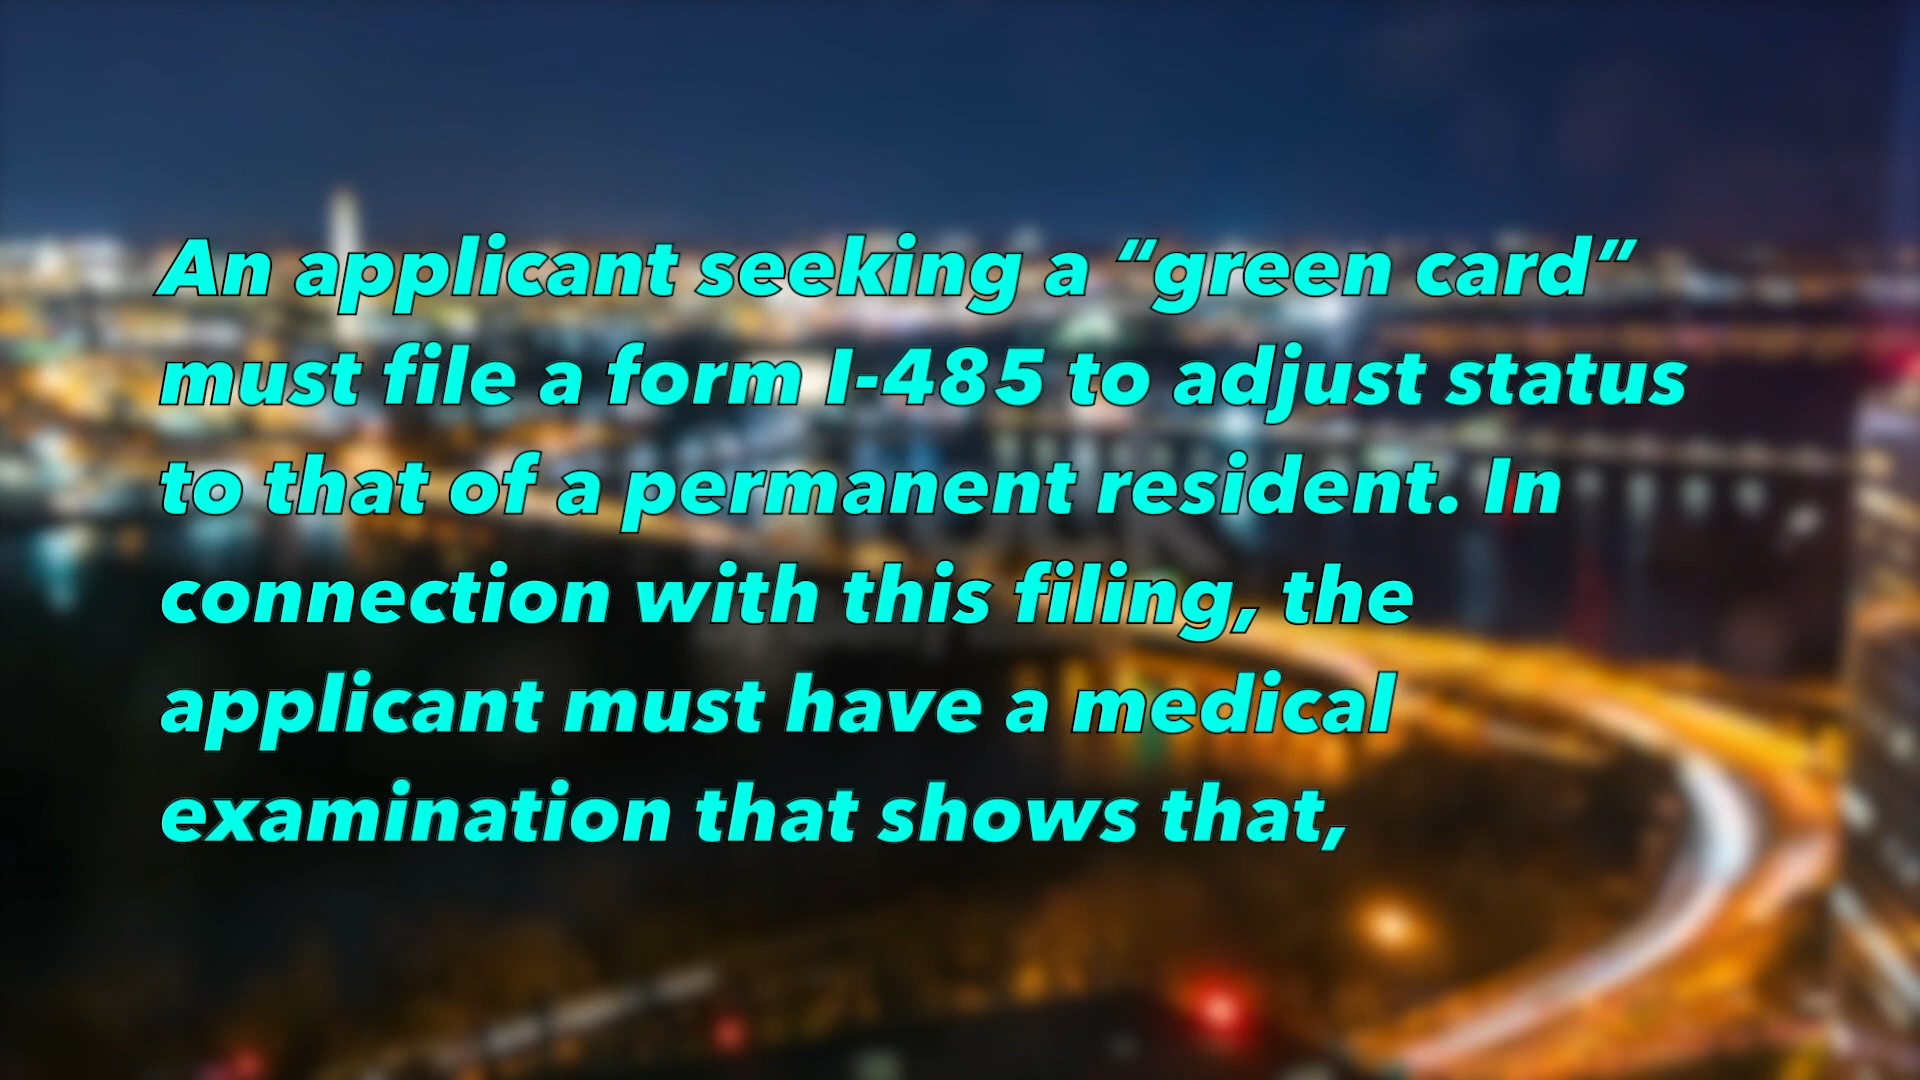 An applicant seeking a “green card”
must file a form I-485 to adjust status
to that of a permanent resident. In
connection with this filing, the
applicant must have a medical
examination that shows that,